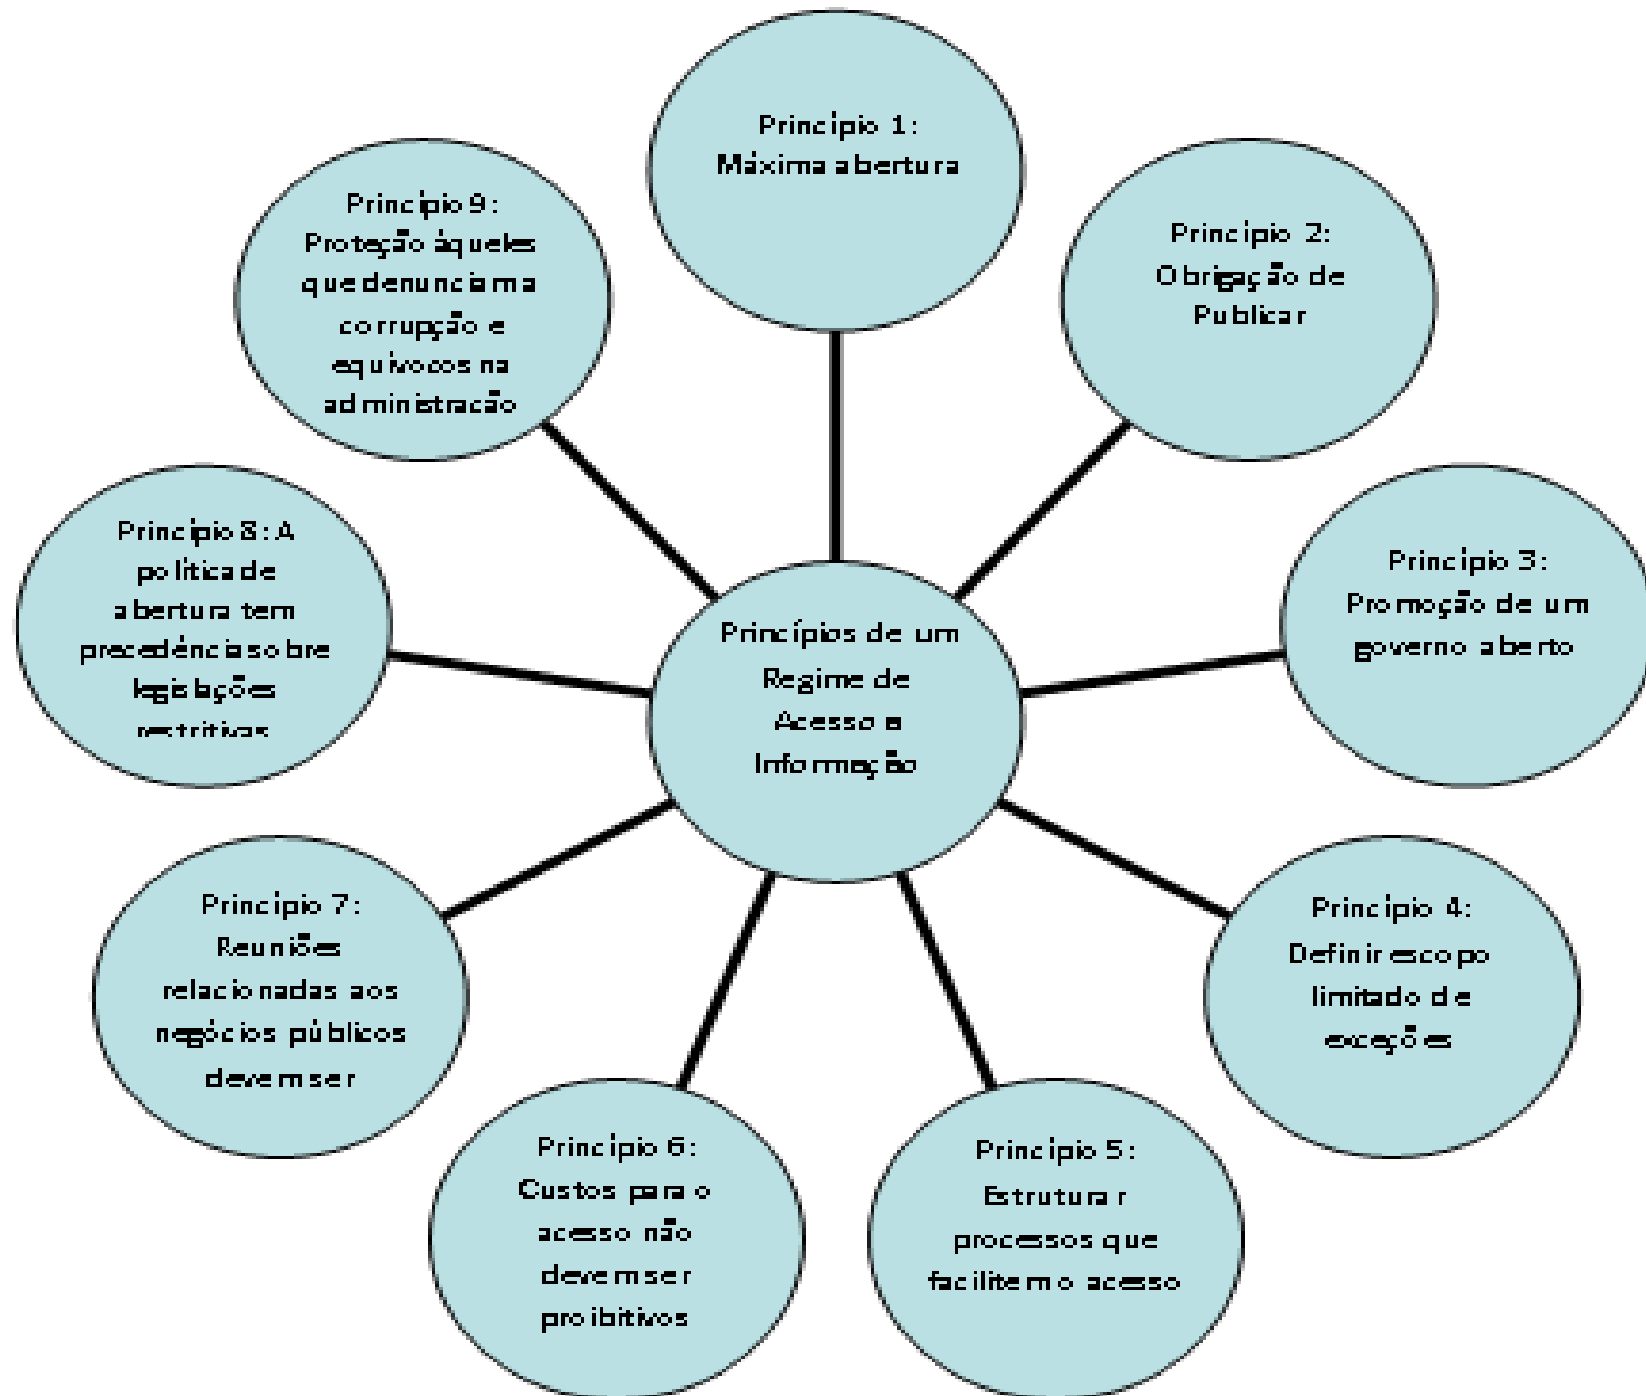 Princípios de um
Regime de
Acesso a
Informação
Princípio 1:
Máxima abertura
Princípio 2:
Obrigação de
Publicar
Princípio 3:
Promoção de um
governo aberto
Princípio 4:
Definir escopo
limitado de
exceções
Princípio 5:
Estruturar
processos que
facilitem o acesso
Princípio 6:
Custos para o
acesso não
devem ser
proibitivos
Princípio 7:
Reuniões
relacionadas aos
negócios públicos
devem ser
Princípio 8: A
política de
abertura tem
precedência sobre
legislações
restritivas
Princípio 9:
Proteção àqueles
que denunciam a
corrupção e
equívocos na
administração